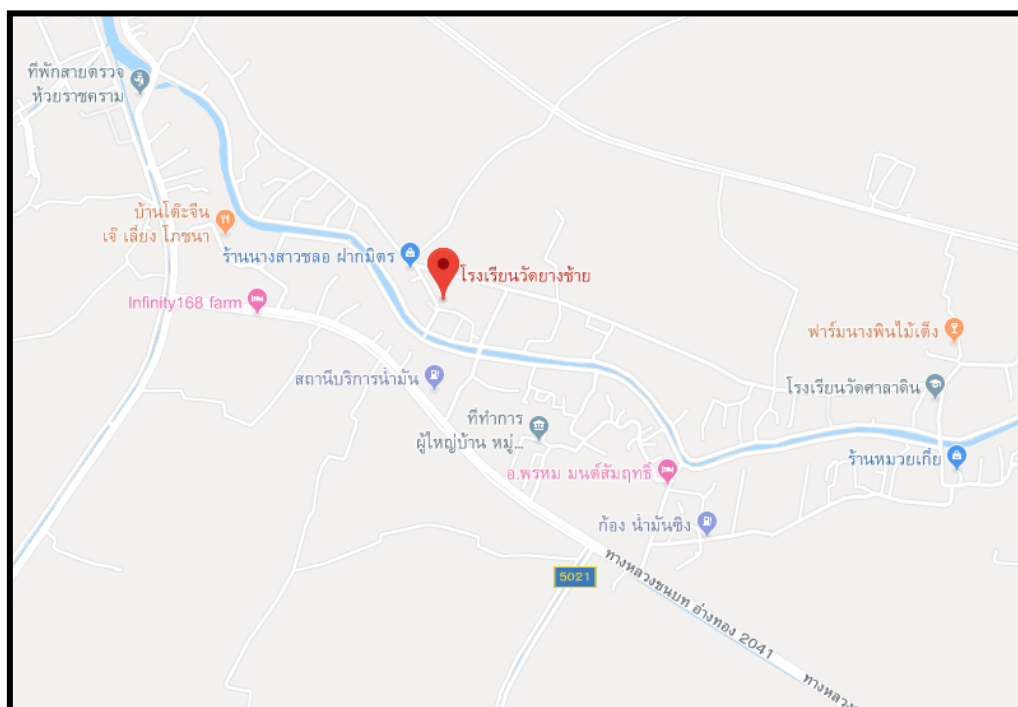 ที่พักสายตรวจ
ห้วยราชคราม
บ้านโต๊ะจีน
เจ๊ เลี่ยง โภชนา
ร้านนางสาวชลอ ฝากมิตร
โรงเรียนวัดยางช้าย
Infinity168 farm
ฟาร์มนางพินไม้เต็ง
สถานีบริการน้ำมัน
โรงเรียนวัดศาลาดิน
ที่ทำการ
ผู้ใหญ่บ้าน หมู่...
ร้านหมวยเกี้ย
อ.พรหม มนต์สัมฤทธิ์
ก้อง น้ำมันซิ่ง
5021
ทางหลวงชนบท อ่างทอง 2041